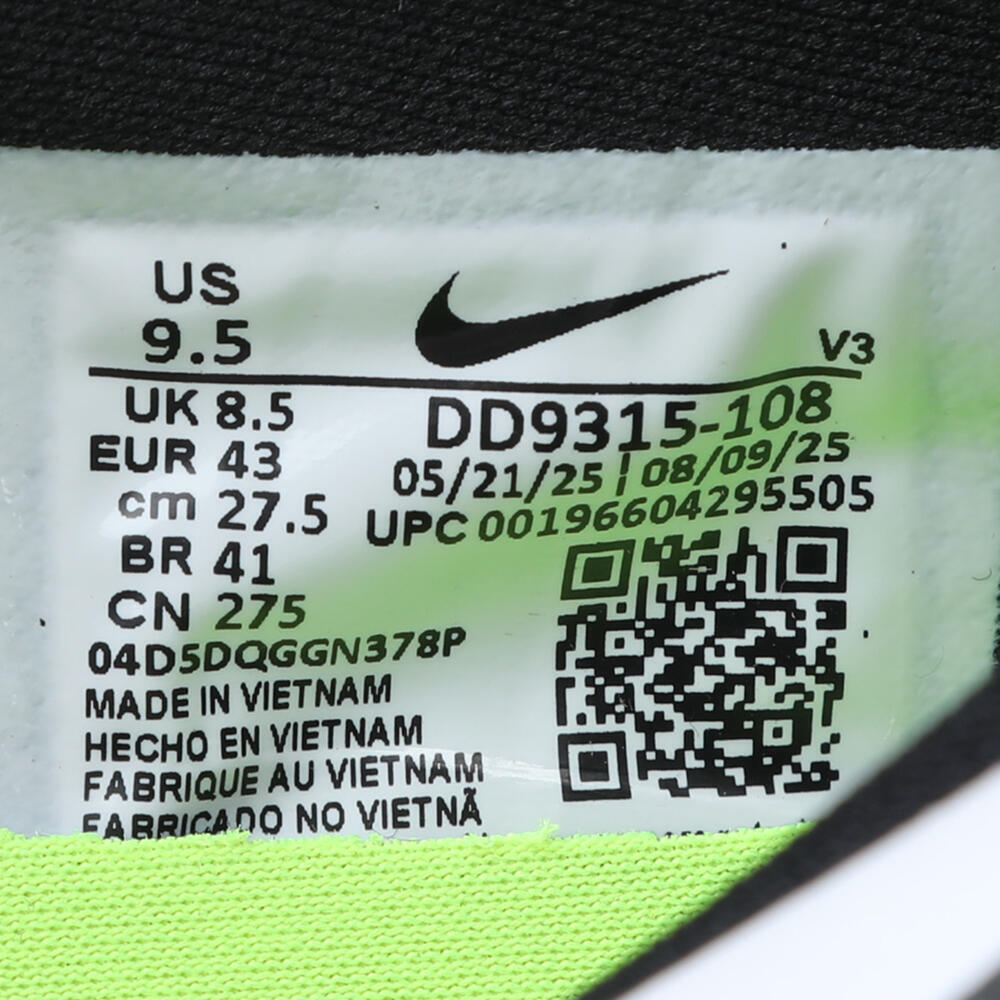 US
9.5
V3
UK 8.5
EUR 43
cm 27.5
BR 41
CN 275
DD9315-108
05/21/25 | 08/09/25
UPC 00196604295505
04D5DQGGN378P
MADE IN VIETNAM
HECHO EN VIETNAM
FABRIQUE AU VIETNAM
FABRICADO NO VIETNÃ